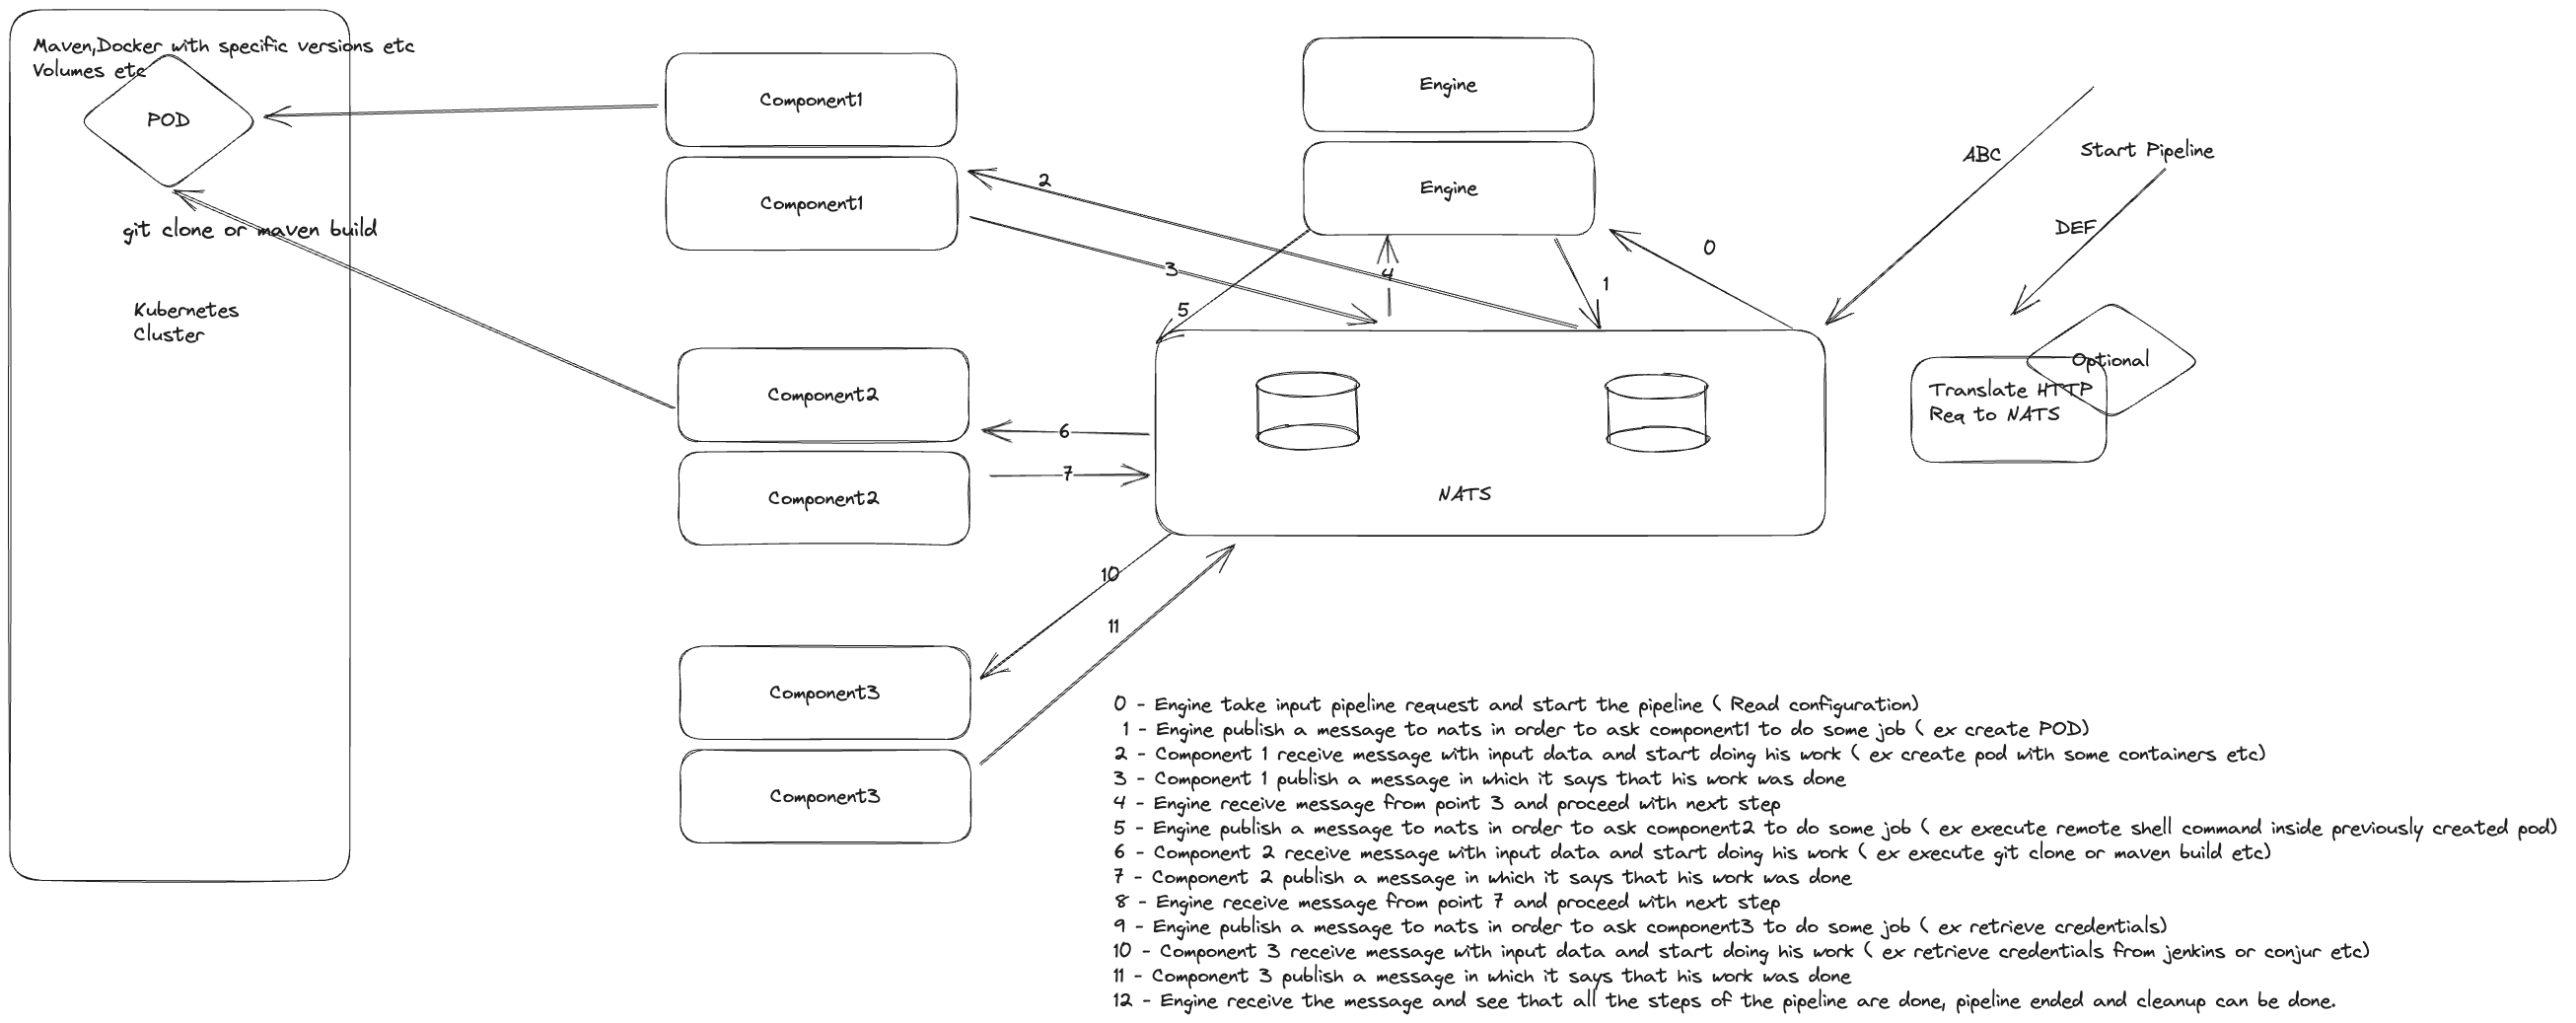 Maven,Docker with specific versions etc
Volumes etc
POD
git clone or maven build
Kubernetes
Cluster
Component1
Component1
Component2
Component2
Component3
Component3
Engine
Engine
2
3
4
5
1
0
6
7
10
11
NATS
ABC
Start Pipeline
DEF
Optional
Translate HTTP
Req to NATS
0 - Engine take input pipeline request and start the pipeline ( Read configuration)
1 - Engine publish a message to nats in order to ask component1 to do some job ( ex create POD)
2 - Component 1 receive message with input data and start doing his work ( ex create pod with some containers etc)
3 - Component 1 publish a message in which it says that his work was done
4 - Engine receive message from point 3 and proceed with next step
5 - Engine publish a message to nats in order to ask component2 to do some job ( ex execute remote shell command inside previously created pod)
6 - Component 2 receive message with input data and start doing his work ( ex execute git clone or maven build etc)
7 - Component 2 publish a message in which it says that his work was done
8 - Engine receive message from point 7 and proceed with next step
9 - Engine publish a message to nats in order to ask component3 to do some job ( ex retrieve credentials)
10 - Component 3 receive message with input data and start doing his work ( ex retrieve credentials from jenkins or conjur etc)
11 - Component 3 publish a message in which it says that his work was done
12 - Engine receive the message and see that all the steps of the pipeline are done, pipeline ended and cleanup can be done.